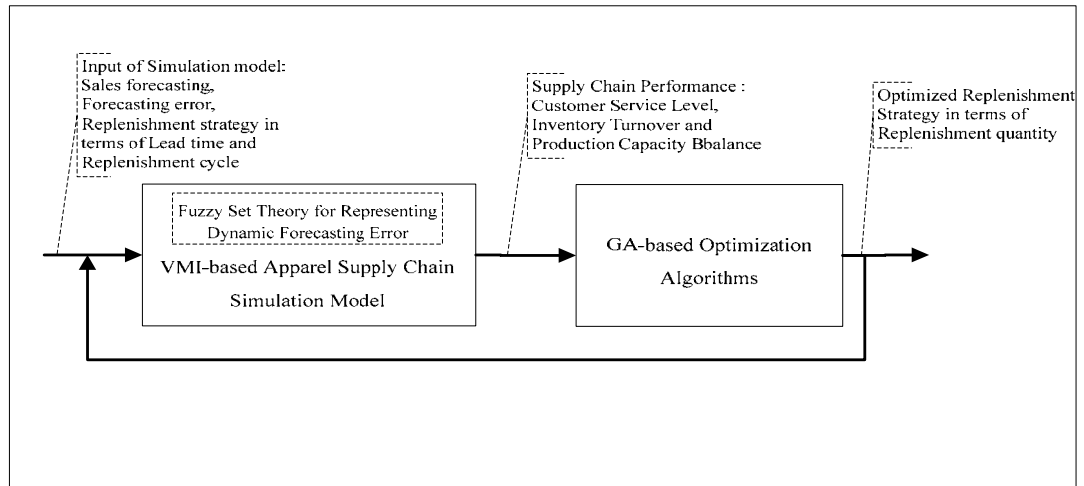 Input of Simulation model:
Sales forecasting,
Forecasting error,
Replenishment strategy in
terms of Lead time and
Replenishment cycle
Supply Chain Performance :
Customer Service Level,
Inventory Turnover and
Production Capacity Bbalance
Optimized Replenishment
Strategy in terms of
Replenishment quantity
Fuzzy Set Theory for Representing
Dynamic Forecasting Error
VMI-based Apparel Supply Chain
Simulation Model
GA-based Optimization
Algorithms